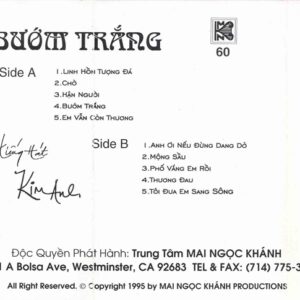 BƯỚM TRẮNG
60
Side A
1.Linh Hồn Tượng Đá
2.Chờ
3.Hận Người
4.Bướm Trắng
5.Em Vẫn Còn Thương
Tiếng Hát
Kim Anh
Side B
1.Anh Ơi Nếu Đừng Dang Dở
2.Mộng Sầu
3.Phố Vắng Em Rồi
4.Thương Đau
5.Tôi Đưa Em Sang Sông
Độc Quyền Phát Hành: Trung Tâm MAI NGỌC KHÁNH
1 A Bolsa Ave, Westminster, CA 92683 TEL & FAX: (714) 775-3
All Right Reserved. © Copyright 1995 by MAI NGỌC KHÁNH PRODUCTIONS